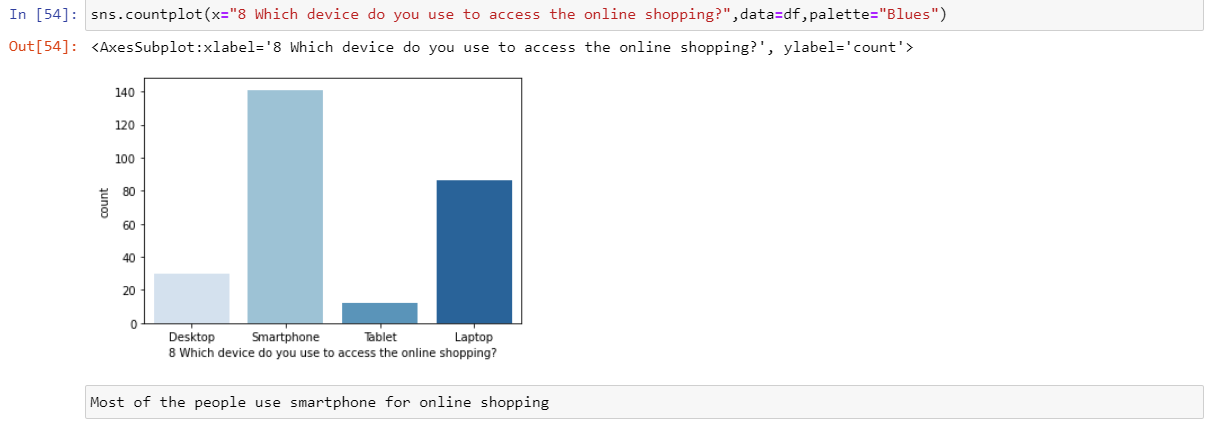 In [54]: sns.countplot(x="8 Which device do you use to access the online shopping?",data=df,palette="Blues")
Out[54]: <AxesSubplot:xlabel='8 Which device do you use to access the online shopping?', ylabel='count'>
140
120
100
80
60
40
20
0
count
Desktop Smartphone Tablet Laptop
8 Which device do you use to access the online shopping?
Most of the people use smartphone for online shopping